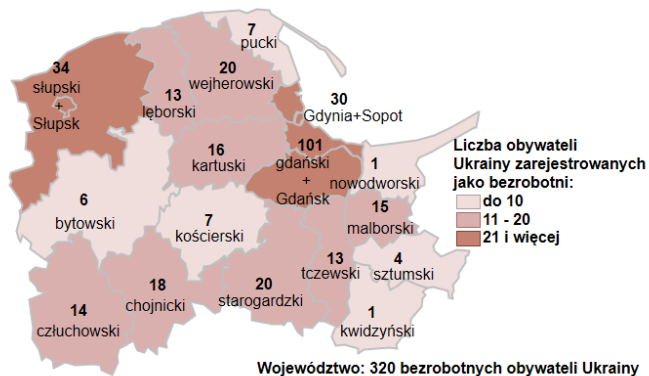 7
pucki
34
słupski
+
Słupsk
20
wejherowski
13
lęborski
30
Gdynia+Sopot
16
kartuski
101
gdański
+
Gdańsk
1
nowodworski
Liczba obywateli
Ukrainy zarejestrowanych
jako bezrobotni:
do 10
11 - 20
21 i więcej
6
bytowski
7
kościerski
15
malborski
13
tczewski
4
sztumski
20
starogardzki
18
chojnicki
14
człuchowski
1
kwidzyński
Województwo: 320 bezrobotnych obywateli Ukrainy